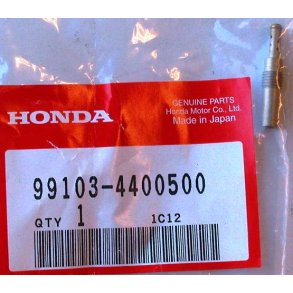 GENUINE PARTS
Honda Motor Co., Ltd.
Made in Japan
HONDA
99103-4400500
QTY 1 1C12